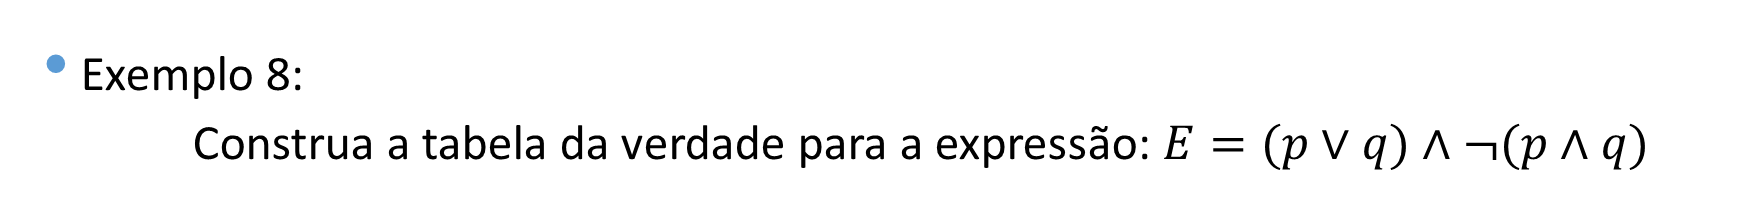 • Exemplo 8:
Construa a tabela da verdade para a expressão: 𝐸 = (𝑝 ∨ 𝑞) ∧ ¬(𝑝 ∧ 𝑞)